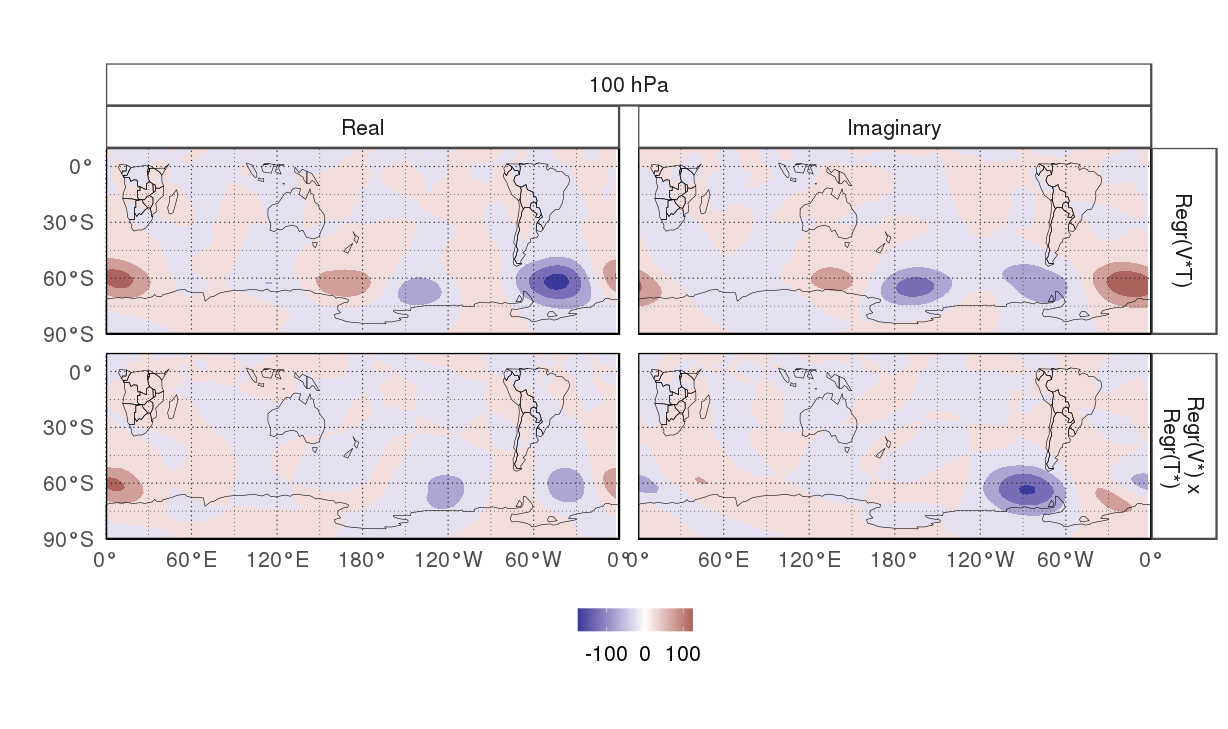 100 hPa
Real Imaginary
0°
30°S
60°S
90°S
Regr(V*T)
0°
30°S
60°S
90°S
Regr(V*) x
Regr(T*)
0° 60°E 120°E 180° 120°W 60°W 0° 0° 60°E 120°E 180° 120°W 60°W 0°
-100 0 100